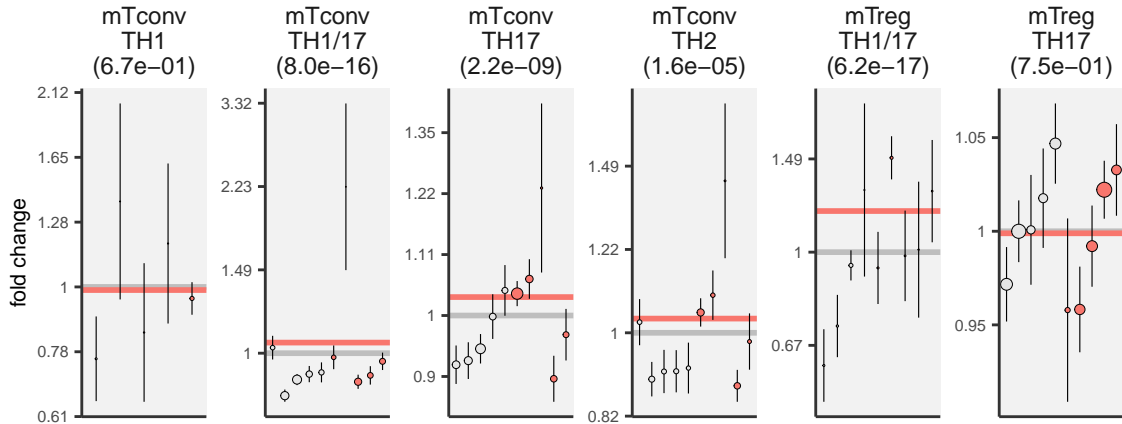 mTconv
TH1
(6.7e−01)
mTconv
TH1/17
(8.0e−16)
mTconv
TH17
(2.2e−09)
mTconv
TH2
(1.6e−05)
mTreg
TH1/17
(6.2e−17)
mTreg
TH17
(7.5e−01)
fold change
2.12
1.65
1.28
1
0.78
0.61
3.32
2.23
1.49
1
1.35
1.22
1.11
1
0.9
1.49
1.22
1
0.82
1.49
1
0.67
1.05
1
0.95